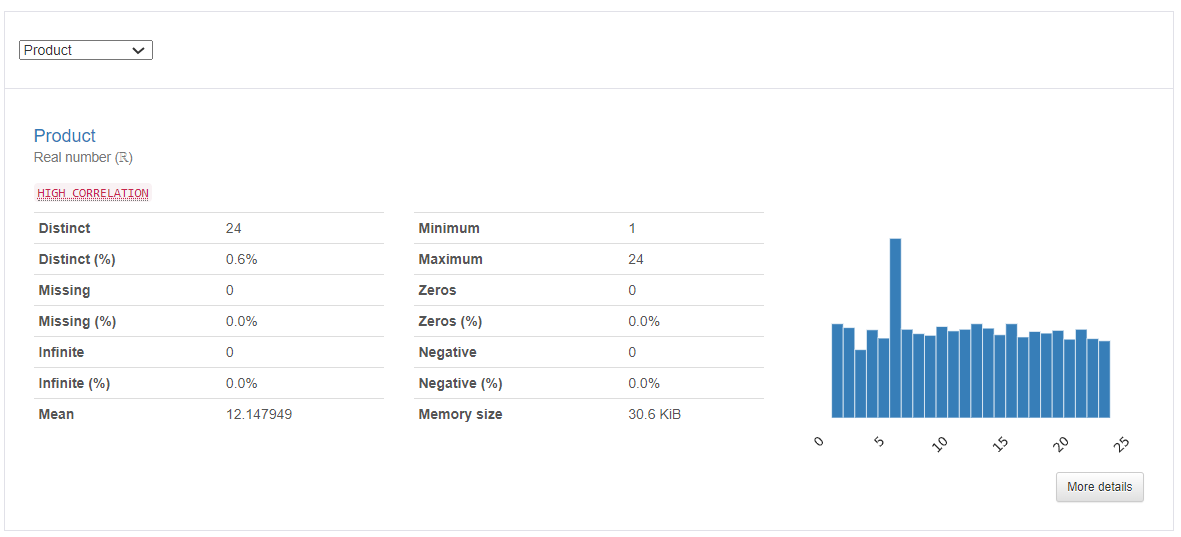 Product
Product
Real number (ℝ)
HIGH CORRELATION
Distinct 24
Distinct (%) 0.6%
Missing 0
Missing (%) 0.0%
Infinite 0
Infinite (%) 0.0%
Mean 12.147949
Minimum 1
Maximum 24
Zeros 0
Zeros (%) 0.0%
Negative 0
Negative (%) 0.0%
Memory size 30.6 KiB
0 5 10 15 20 25
More details